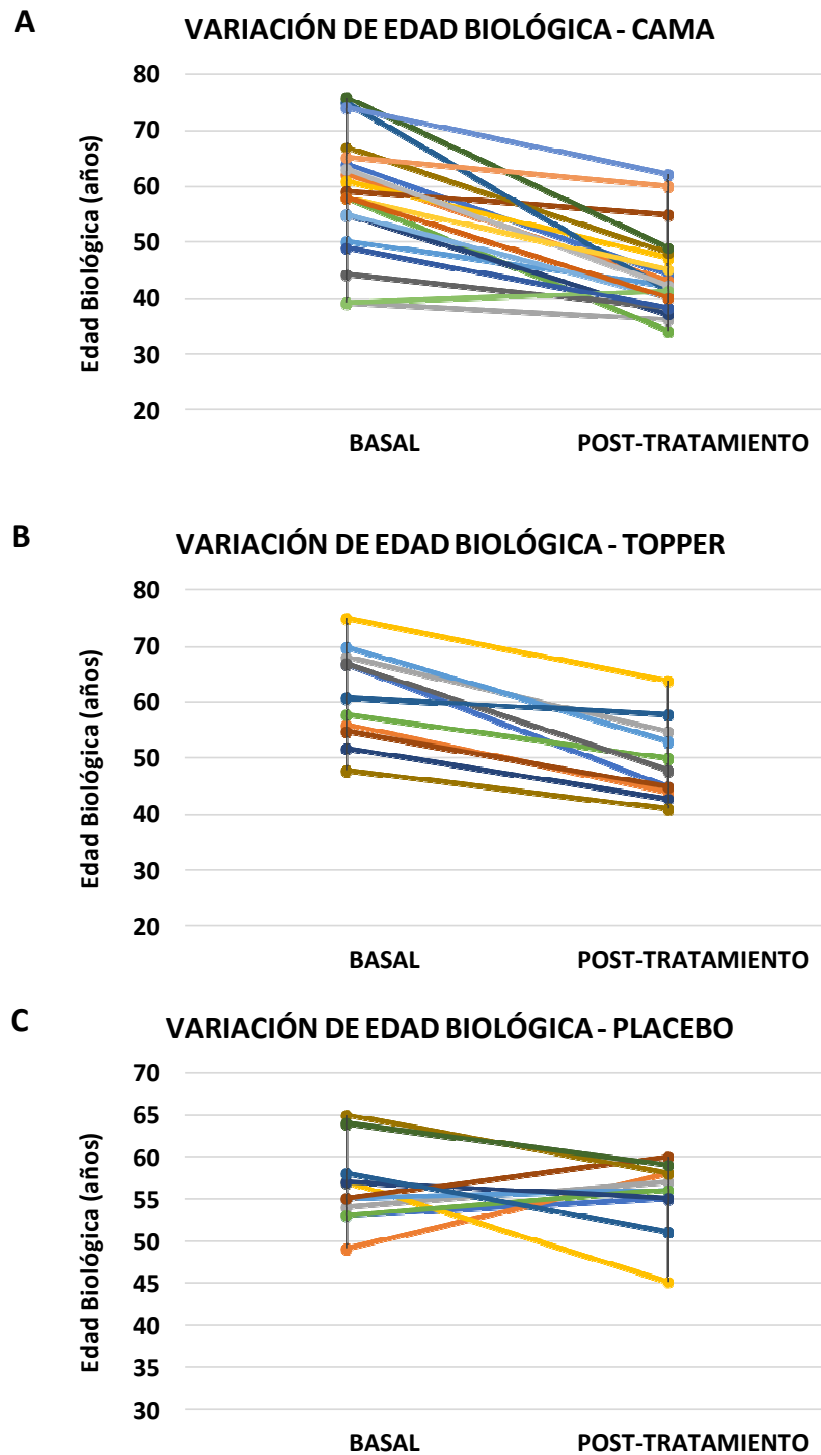 A
VARIACIÓN DE EDAD BIOLÓGICA - CAMA
Edad Biológica (años)
80
70
60
50
40
30
20
BASAL POST-TRATAMIENTO
B
VARIACIÓN DE EDAD BIOLÓGICA - TOPPER
Edad Biológica (años)
80
70
60
50
40
30
20
BASAL POST-TRATAMIENTO
C
VARIACIÓN DE EDAD BIOLÓGICA - PLACEBO
Edad Biológica (años)
70
65
60
55
50
45
40
35
30
BASAL POST-TRATAMIENTO